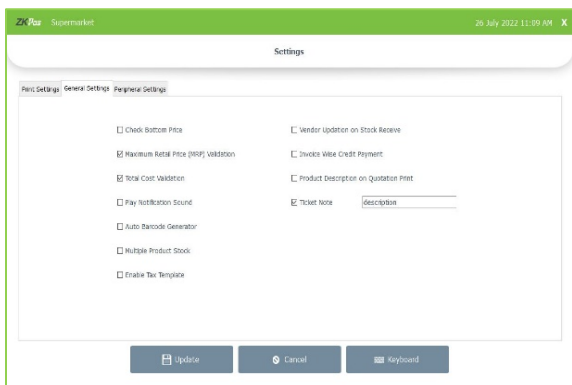 ZKPos Supermarket
26 July 2022 11:09 AM X
Settings
Print Settings General Settings Peripheral Settings
Check Bottom Price
Vendor Updation on Stock Receive
Maximum Retail Price (MRP) Validation
Invoice Wise Credit Payment
Total Cost Validation
Product Description on Quotation Print
Play Notification Sound
Ticket Note description
Auto Barcode Generator
Multiple Product Stock
Enable Tax Template
Update
Cancel
Keyboard